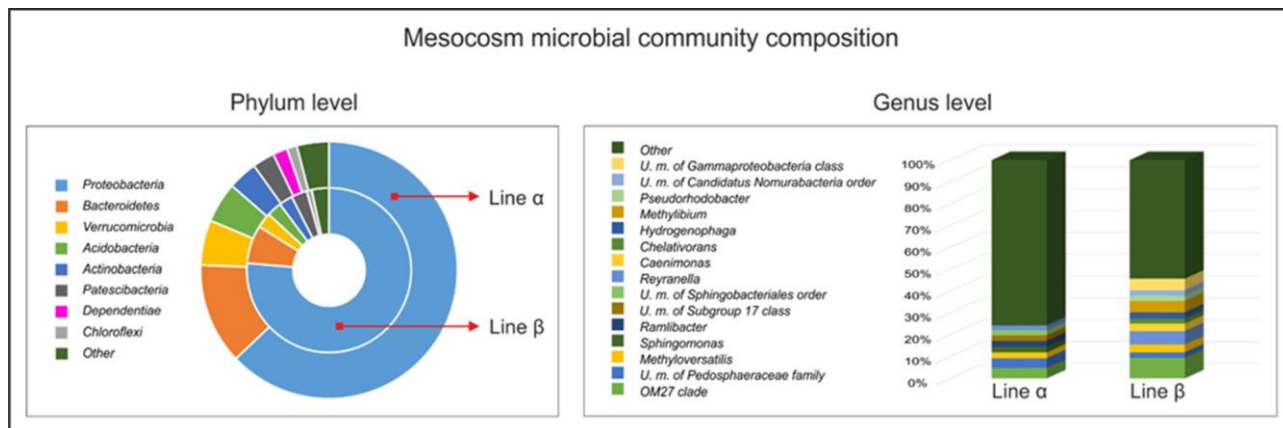 Mesocosm microbial community composition
Phylum level
Proteobacteria
Bacteroidetes
Verrucomicrobia
Acidobacteria
Actinobacteria
Patescibacteria
Dependentiae
Chloroflexi
Other
Line α
Line β
Genus level
Other
U. m. of Gammaproteobacteria class
U. m. of Candidatus Nomurabacteria order
Pseudorhodobacter
Methylibium
Hydrogenophaga
Chelativorans
Caenimonas
Reyranella
U. m. of Sphingobacteriales order
U. m. of Subgroup 17 class
Ramlibacter
Sphingomonas
Methyloversatilis
U. m. of Pedosphaeraceae family
OM27 clade
100%
90%
80%
70%
60%
50%
40%
30%
20%
10%
0%
Line α
Line β